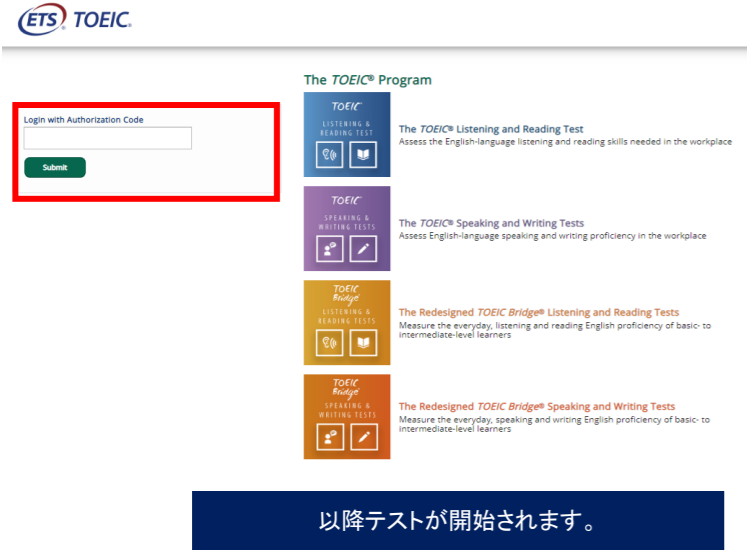 ETS TOEIC®
The TOEIC® Program
Login with Authorization Code
Submit
TOEIC
LISTENING &
READING TEST
The TOEIC® Listening and Reading Test
Assess the English-language listening and reading skills needed in the workplace
TOEIC
SPEAKING &
WRITING TESTS
The TOEIC® Speaking and Writing Tests
Assess English-language speaking and writing proficiency in the workplace
TOEIC
Bridge
LISTENING &
READING TESTS
The Redesigned TOEIC Bridge® Listening and Reading Tests
Measure the everyday, listening and reading English proficiency of basic- to
intermediate-level learners
TOEIC
Bridge
SPEAKING &
WRITING TESTS
The Redesigned TOEIC Bridge® Speaking and Writing Tests
Measure the everyday, speaking and writing English proficiency of basic- to
intermediate-level learners
以降テストが開始されます。